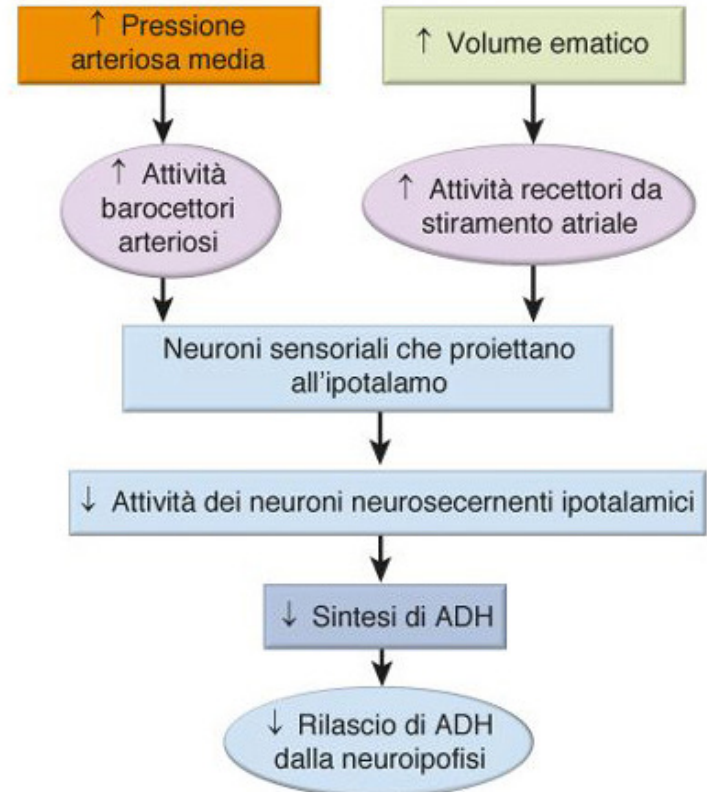 ↑ Pressione
arteriosa media
↑ Volume ematico
↑ Attività
barocettori
arteriosi
↑ Attività recettori da
stiramento atriale
Neuroni sensoriali che proiettano
all'ipotalamo
↓ Attività dei neuroni neurosecernenti ipotalamici
↓ Sintesi di ADH
↓ Rilascio di ADH
dalla neuroipofisi